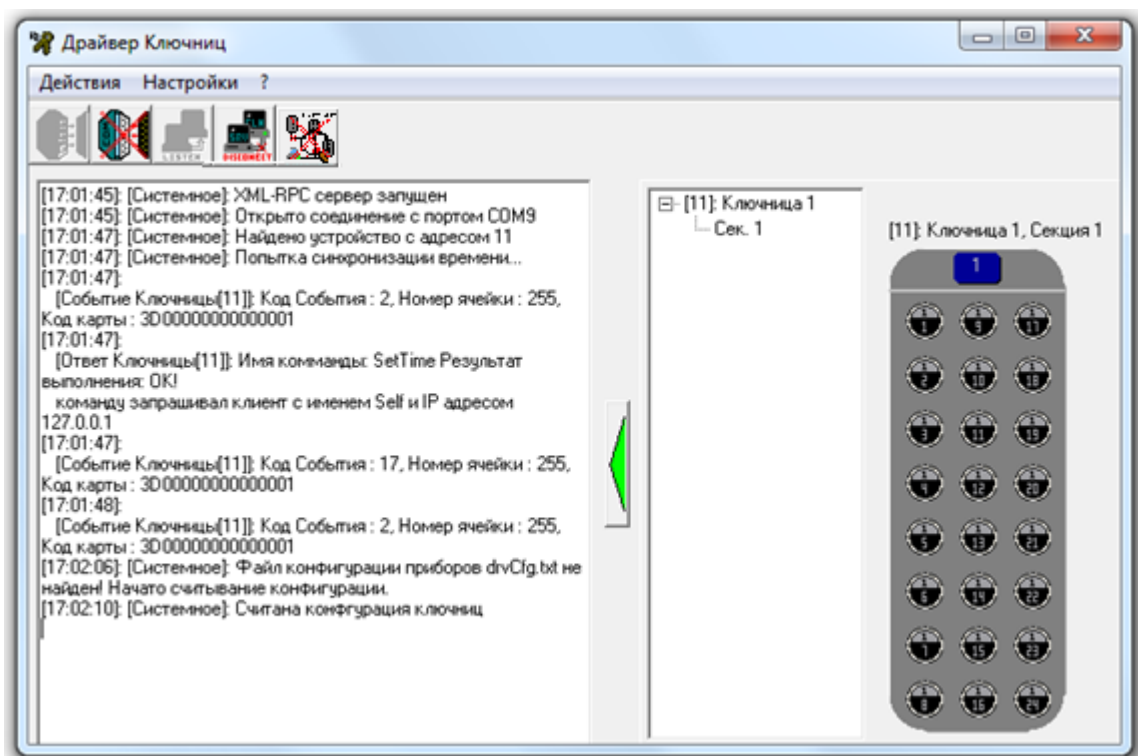 Драйвер Ключниц
Действия Настройки ?
LISTEN
DISCONNECT
[17:01:45]: [Системное]: XML-RPC сервер запущен
[17:01:45]: [Системное]: Открыто соединение с портом COM9
[17:01:47]: [Системное]: Найдено устройство с адресом 11
[17:01:47]: [Системное]: Попытка синхронизации времени...
[17:01:47]:
[Событие Ключницы[11]]: Код События : 2, Номер ячейки : 255,
Код карты : 3D00000000000001
[17:01:47]:
[Ответ Ключницы[11]]: Имя комманды: SetTime Результат
выполнения: OK!
команду запрашивал клиент с именем Self и IP адресом
127.0.0.1
[17:01:47]:
[Событие Ключницы[11]]: Код События : 17, Номер ячейки : 255,
Код карты : 3D00000000000001
[17:01:48]:
[Событие Ключницы[11]]: Код События : 2, Номер ячейки : 255,
Код карты : 3D00000000000001
[17:02:06]: [Системное]: Файл конфигурации приборов drvCfg.txt не
найден! Начато считывание конфигурации.
[17:02:10]: [Системное]: Считана конфгурация ключниц
[11]: Ключница 1
Сек. 1
[11]: Ключница 1, Секция 1
1
1 9 17
2 10 18
3 11 19
4 12 20
5 13 21
6 14 22
7 15 23
8 16 24